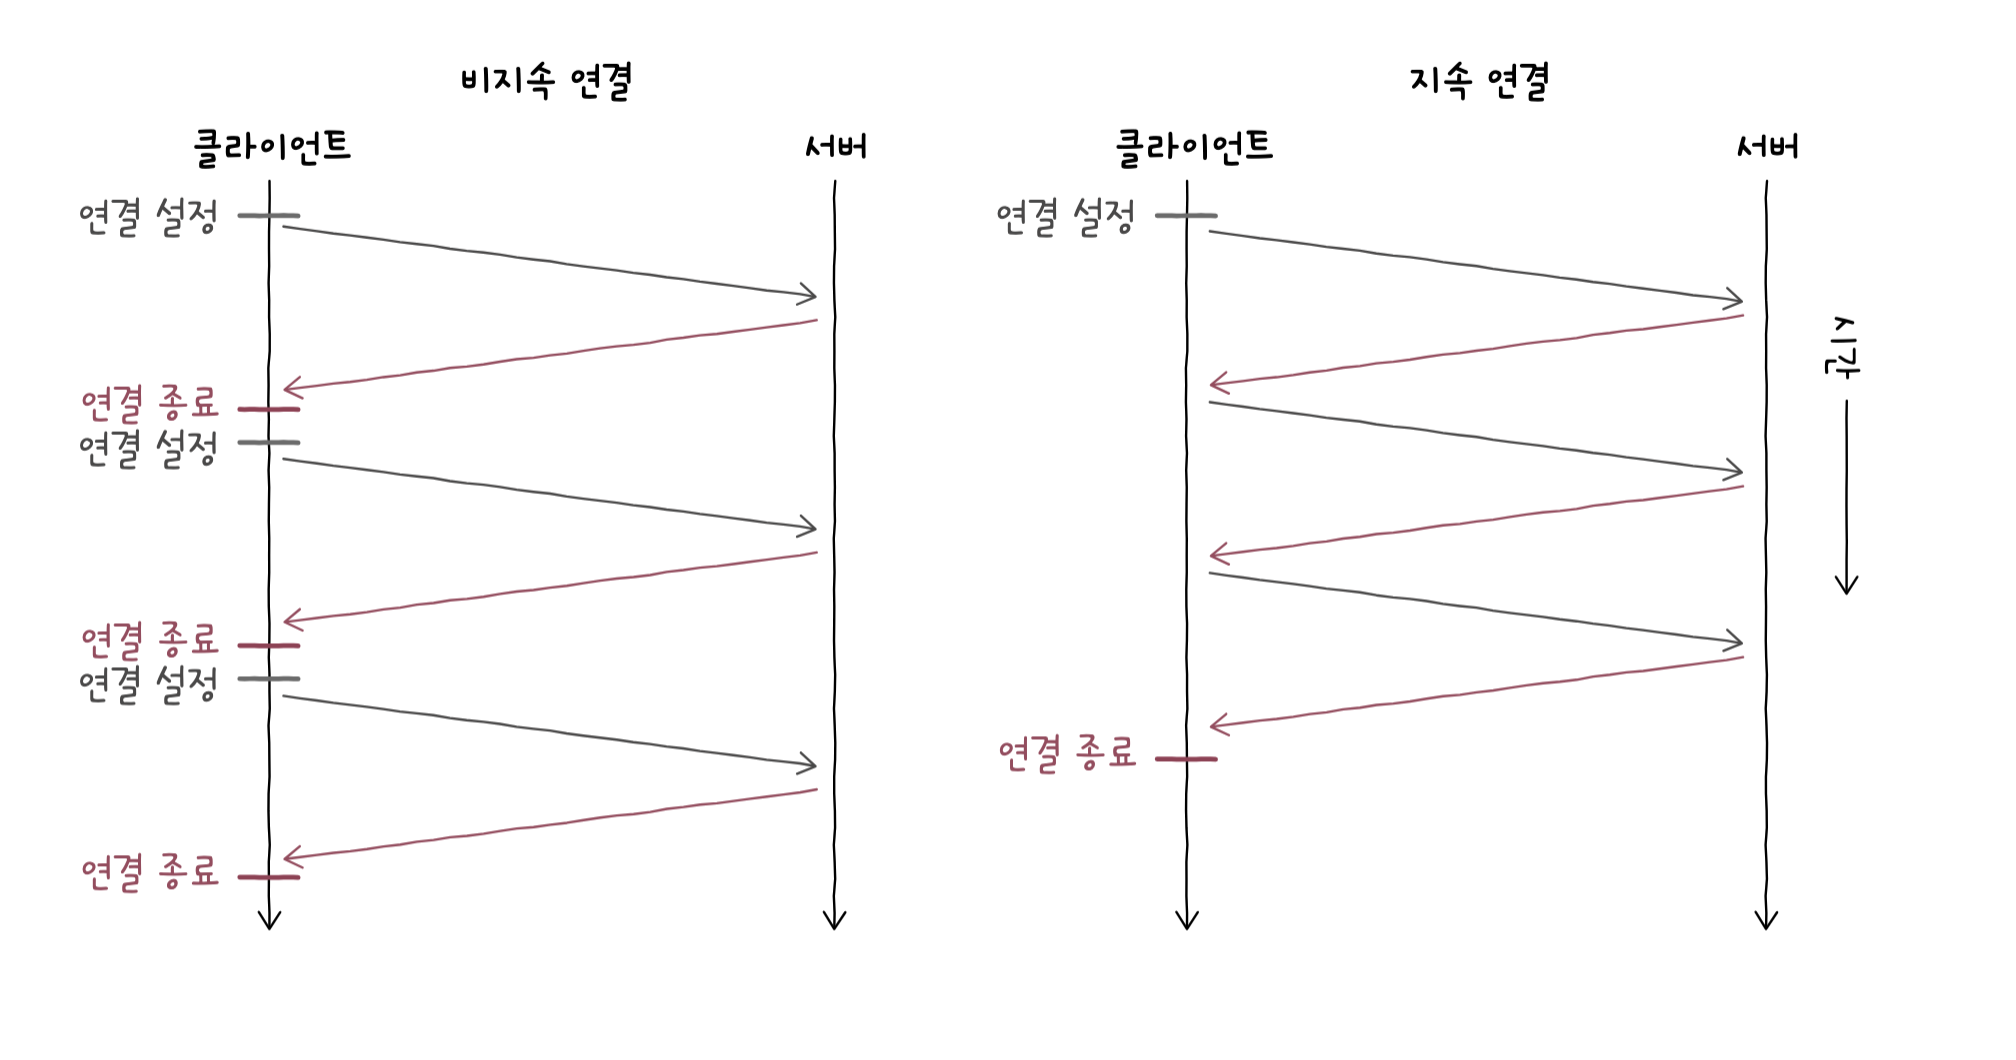 비지속 연결
클라이언트
서버
연결 설정
연결 종료
연결 설정
연결 종료
연결 설정
연결 종료
지속 연결
클라이언트
서버
연결 설정
연결 종료
시간